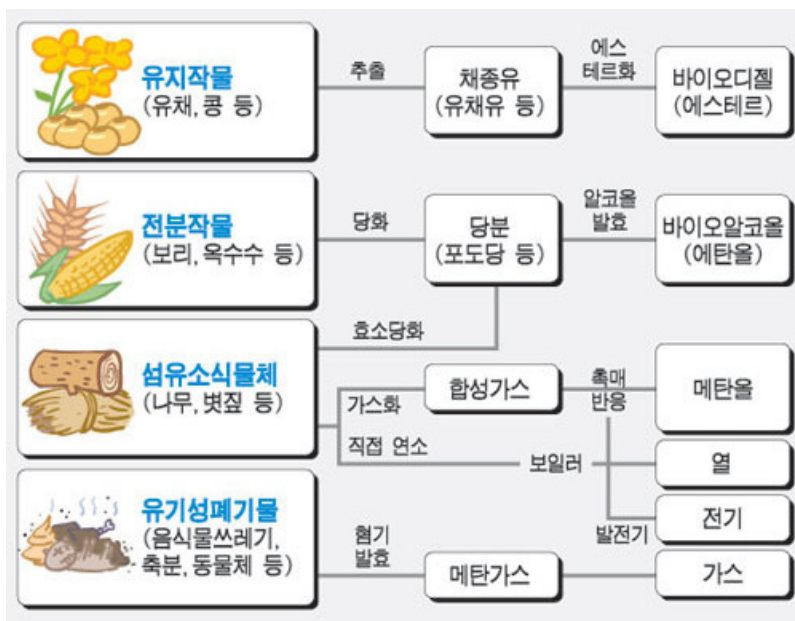 유지작물
(유채, 콩 등)
추출
채종유
(유채유 등)
에스
테르화
바이오디젤
(에스테르)
전분작물
(보리, 옥수수 등)
당화
당분
(포도당 등)
알코올
발효
바이오알코올
(에탄올)
효소당화
섬유소식물체
(나무, 볏짚 등)
가스화
합성가스
촉매
반응
메탄올
직접 연소
보일러
열
전기
발전기
유기성폐기물
(음식물쓰레기,
축분, 동물체 등)
혐기
발효
메탄가스
가스